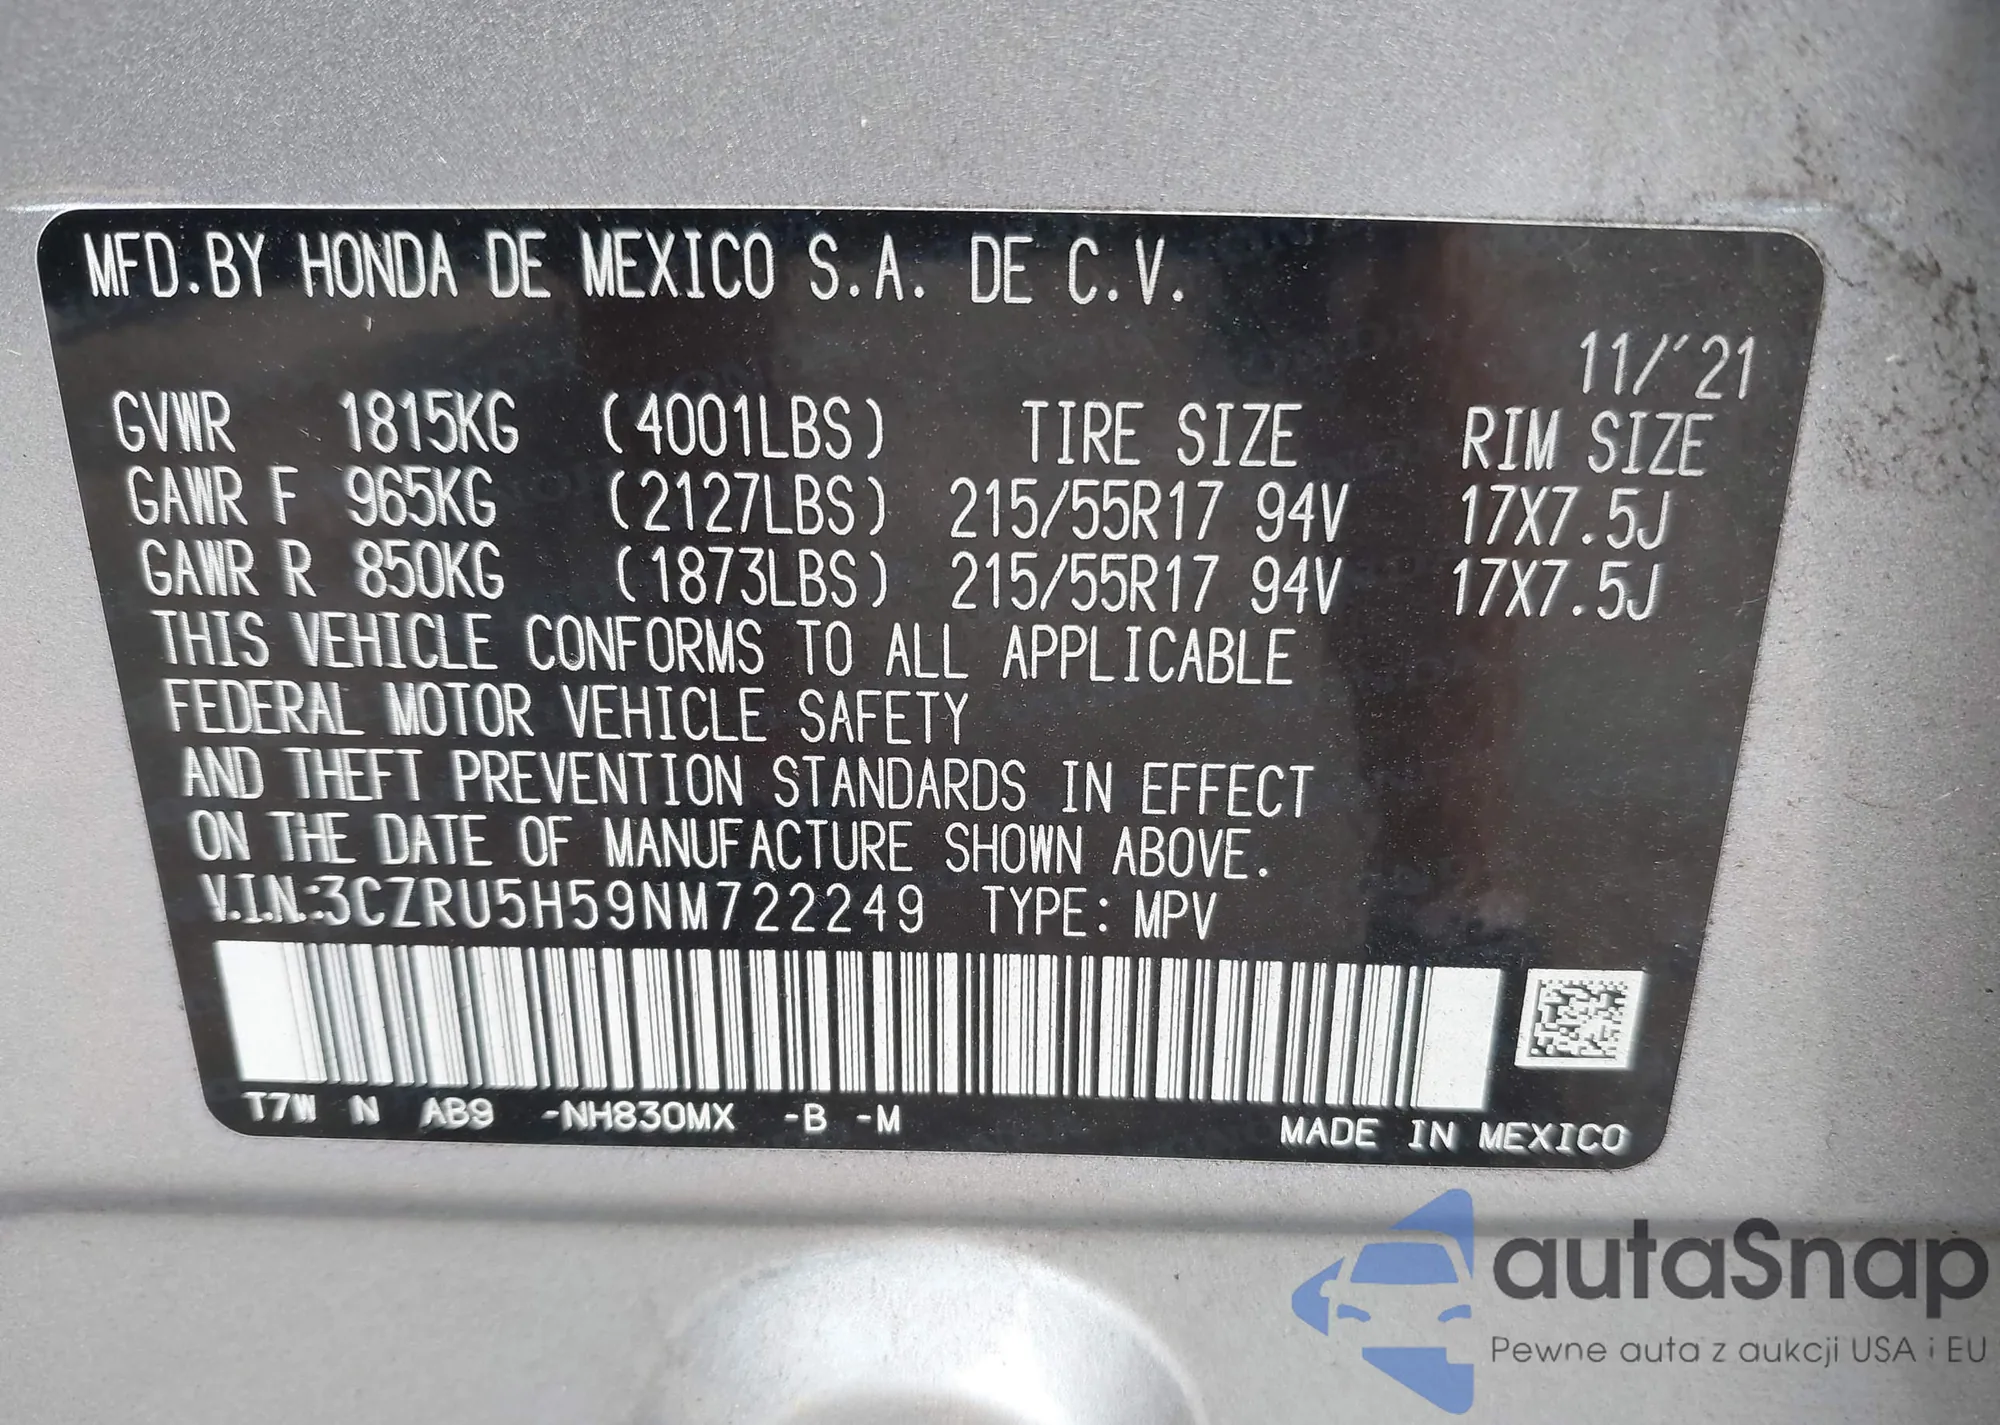 MFD.BY HONDA DE MEXICO S.A. DE C.V.
11/'21
GVWR 1815KG (4001LBS) TIRE SIZE RIM SIZE
GAWR F 965KG (2127LBS) 215/55R17 94V 17X7.5J
GAWR R 850KG (1873LBS) 215/55R17 94V 17X7.5J
THIS VEHICLE CONFORMS TO ALL APPLICABLE
FEDERAL MOTOR VEHICLE SAFETY
AND THEFT PREVENTION STANDARDS IN EFFECT
ON THE DATE OF MANUFACTURE SHOWN ABOVE.
V.I.N.:3CZRU5H59NM722249 TYPE: MPV
T7W N AB9 -NH830MX -B -M
MADE IN MEXICO
autaSnap
Pewne auta z aukcji USA i EU